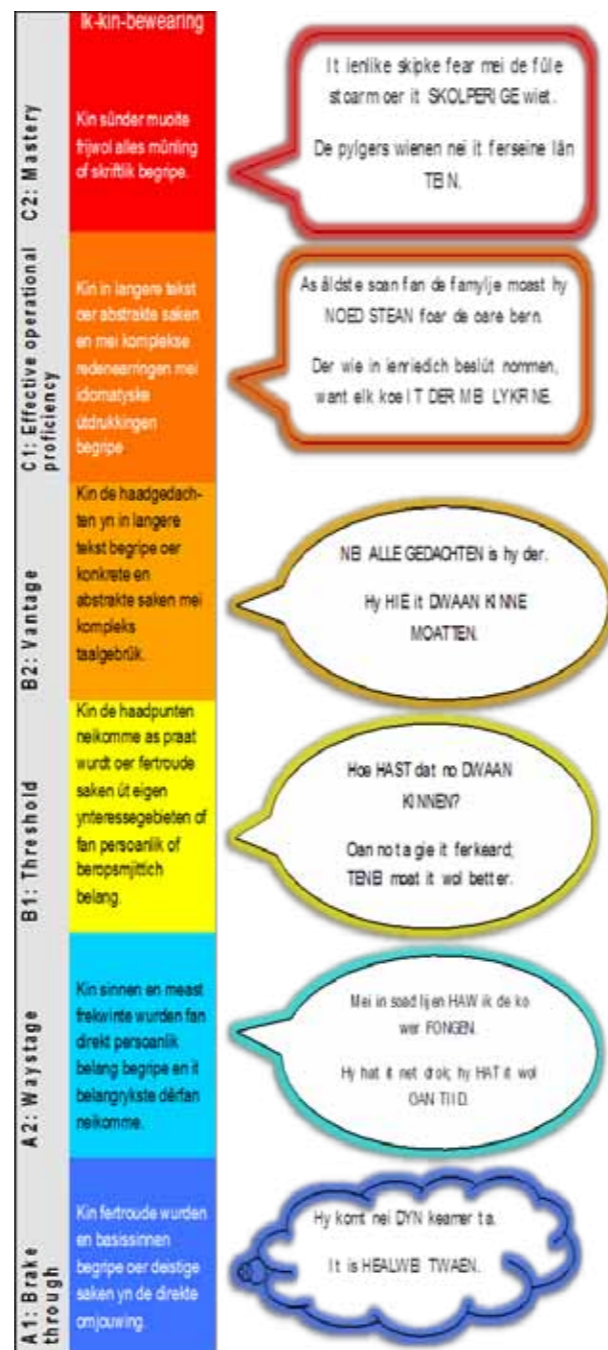 Ik-kin-bewearing
C2: Mastery
Kin sûnder muoite
frijwol alles mûnling
of skriftlik begripe.
It ienlike skipke fear mei de fûle
stoarm oer it SKOLPERIGE wiet.
De pylgers wienen nei it ferseine lân
TEIN.
C1: Effective operational
proficiency
Kin in langere tekst
oer abstrakte saken
en mei komplekse
redenearringen mei
idiomatyske
útdrukkingen
begripe
As âldste soan fan de famylje moast hy
NOED STEAN foar de oare bern.
Der wie in ienriedich beslút nommen,
want elk koe IT DER MEI LYKFINE.
B2: Vantage
Kin de haadgedach-
ten yn in langere
tekst begripe oer
konkrete en
abstrakte saken mei
kompleks
taalgebrûk.
NEI ALLE GEDACHTEN is hy der.
Hy HIE it DWAAN KINNE
MOATTEN.
B1: Threshold
Kin de haadpunten
neikomme as praat
wurdt oer fertroude
saken út eigen
ynteressegebieten of
fan persoanlik of
beropsmjittich
belang.
Hoe HAST dat no DWAAN
KINNEN?
Oan no ta gie it ferkeard;
TENEI moat it wol better.
A2: Waystage
Kin sinnen en meast
frekwinte wurden fan
direkt persoanlik
belang begripe en it
belangrykste dêrfan
neikomme.
Mei in soad lijen HAW ik de ko
wer FONGEN.
Hy hat it net drok; hy HAT it wol
OAN TIID.
A1: Brake
through
Kin fertroude wurden
en basissinnen
begripe oer deistige
saken yn de direkte
omjouwing.
Hy komt nei DYN keamer ta.
It is HEALWEI TWAEN.